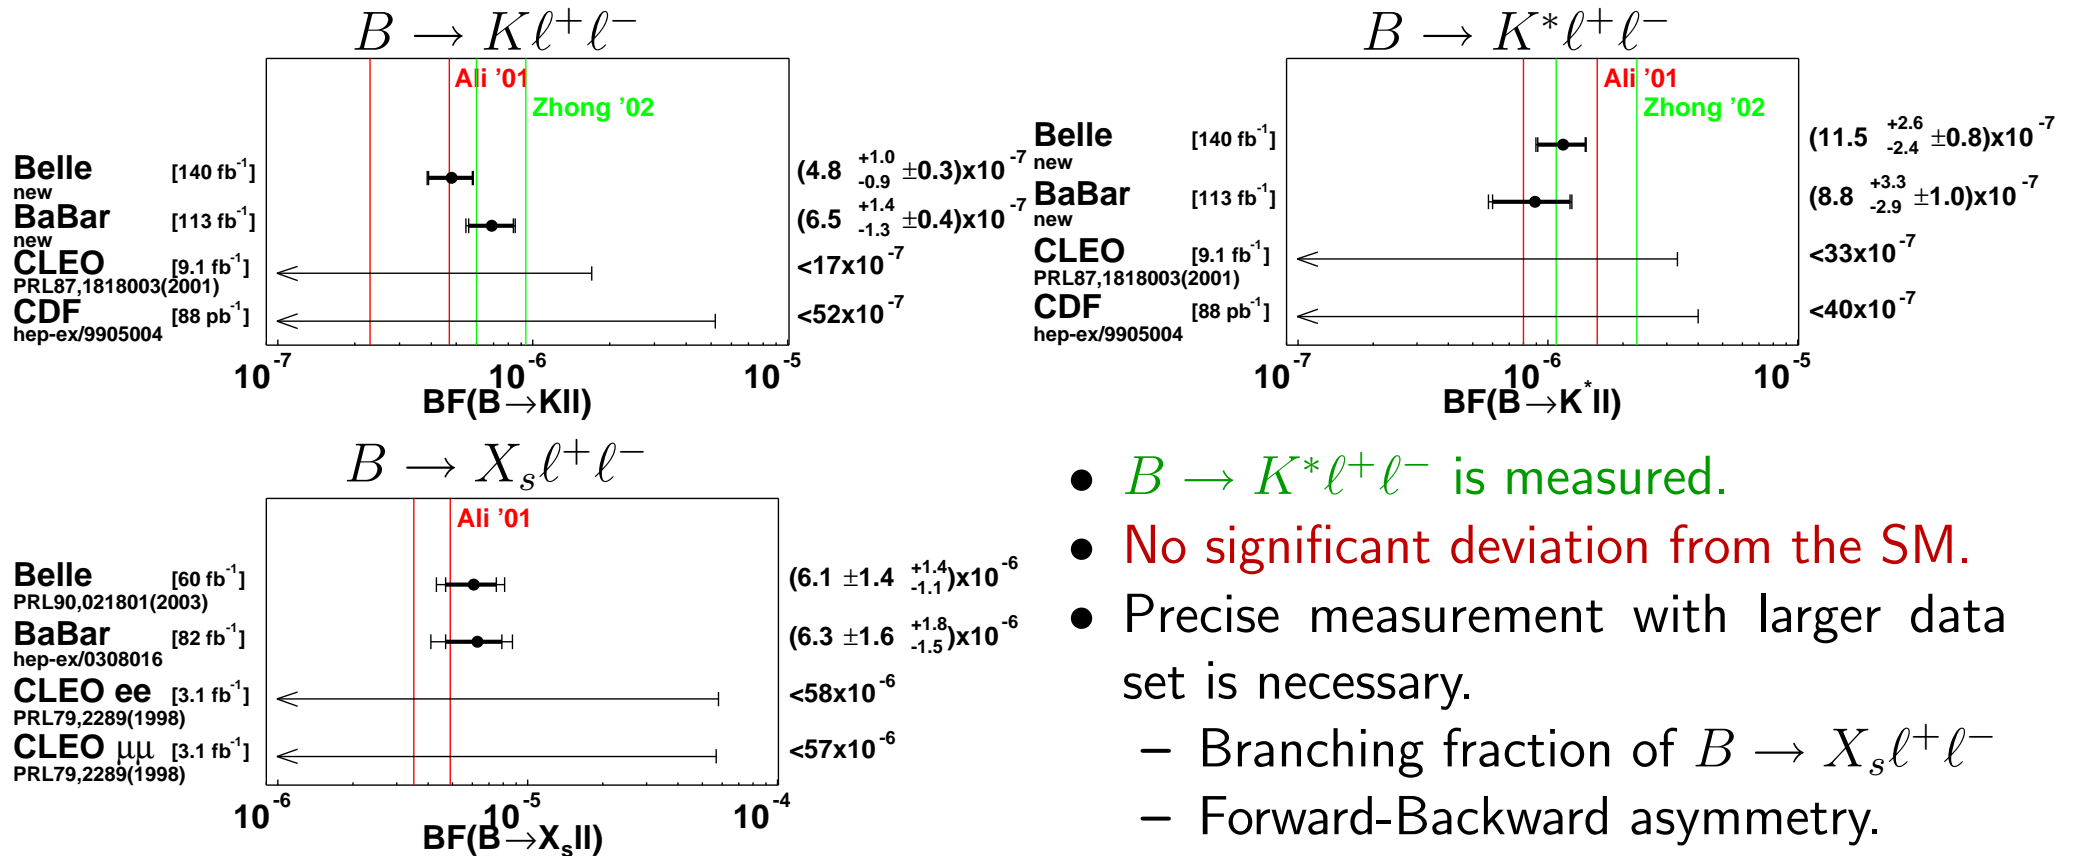 B → Kℓ⁺ℓ⁻
Ali '01
Zhong '02
Belle [140 fb⁻¹] (4.8 +1.0 -0.9 ±0.3)x10⁻⁷
new
BaBar [113 fb⁻¹] (6.5 +1.4 -1.3 ±0.4)x10⁻⁷
new
CLEO [9.1 fb⁻¹] <17x10⁻⁷
PRL87,1818003(2001)
CDF [88 pb⁻¹] <52x10⁻⁷
hep-ex/9905004
10⁻⁷ 10⁻⁶ 10⁻⁵
BF(B→Kll)
B → K*ℓ⁺ℓ⁻
Ali '01
Zhong '02
Belle [140 fb⁻¹] (11.5 +2.6 -2.4 ±0.8)x10⁻⁷
new
BaBar [113 fb⁻¹] (8.8 +3.3 -2.9 ±1.0)x10⁻⁷
new
CLEO [9.1 fb⁻¹] <33x10⁻⁷
PRL87,1818003(2001)
CDF [88 pb⁻¹] <40x10⁻⁷
hep-ex/9905004
10⁻⁷ 10⁻⁶ 10⁻⁵
BF(B→K*ll)
B → Xₛℓ⁺ℓ⁻
Ali '01
Belle [60 fb⁻¹] (6.1 ±1.4 +1.4 -1.1)x10⁻⁶
PRL90,021801(2003)
BaBar [82 fb⁻¹] (6.3 ±1.6 +1.8 -1.5)x10⁻⁶
hep-ex/0308016
CLEO ee [3.1 fb⁻¹] <58x10⁻⁶
PRL79,2289(1998)
CLEO μμ [3.1 fb⁻¹] <57x10⁻⁶
PRL79,2289(1998)
10⁻⁶ 10⁻⁵ 10⁻⁴
BF(B→Xₛll)
• B → K*ℓ⁺ℓ⁻ is measured.
• No significant deviation from the SM.
• Precise measurement with larger data
set is necessary.
– Branching fraction of B → Xₛℓ⁺ℓ⁻
– Forward-Backward asymmetry.